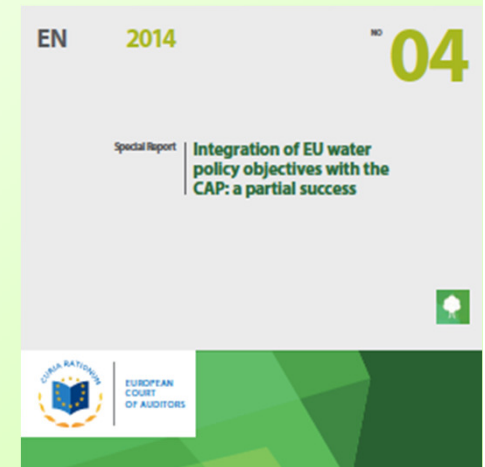 EN 2014 NO 04
Special Report Integration of EU water
policy objectives with the
CAP: a partial success
CURIA RATIONUM
EUROPEAN
COURT
OF AUDITORS